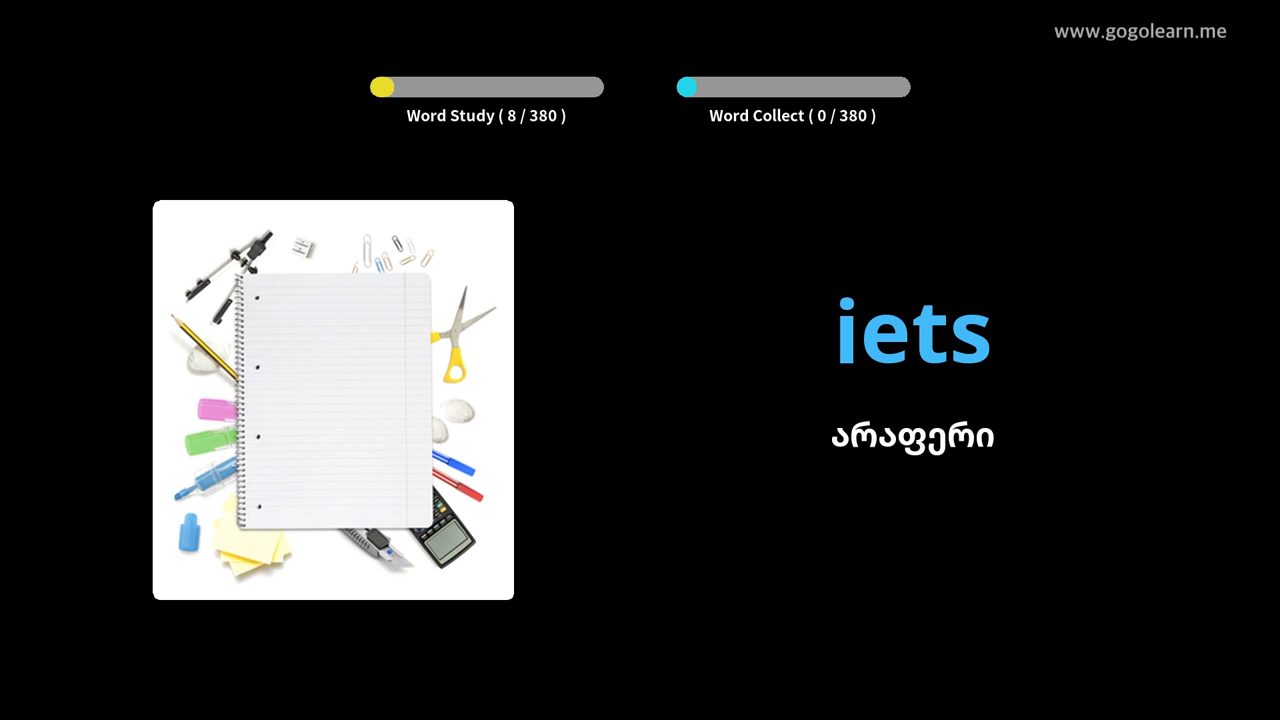 www.gogolearn.me
Word Study ( 8 / 380 )
Word Collect ( 0 / 380 )
iets
არაფერი